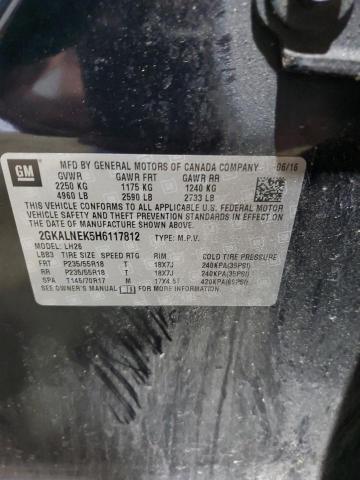 GM
MFD BY GENERAL MOTORS OF CANADA COMPANY 06/16
GVWR GAWR FRT GAWR RR
2250 KG 1175 KG 1240 KG
4960 LB 2590 LB 2733 LB
THIS VEHICLE CONFORMS TO ALL APPLICABLE U.S. FEDERAL MOTOR
VEHICLE SAFETY AND THEFT PREVENTION STANDARDS IN EFFECT ON
THE DATE OF MANUFACTURE SHOWN ABOVE.
2GKALNEK5H6117812 TYPE: M.P.V.
MODEL: LH26
L883 TIRE SIZE SPEED RTG RIM COLD TIRE PRESSURE
FRT P235/55R18 T 18X7J 240KPA(35PSI)
RR P235/55R18 T 18X7J 240KPA(35PSI)
SPA T145/70R17 M 17X4.5T 420KPA(60PSI)
SEE OWNER'S MANUAL FOR MORE INFORMATION.